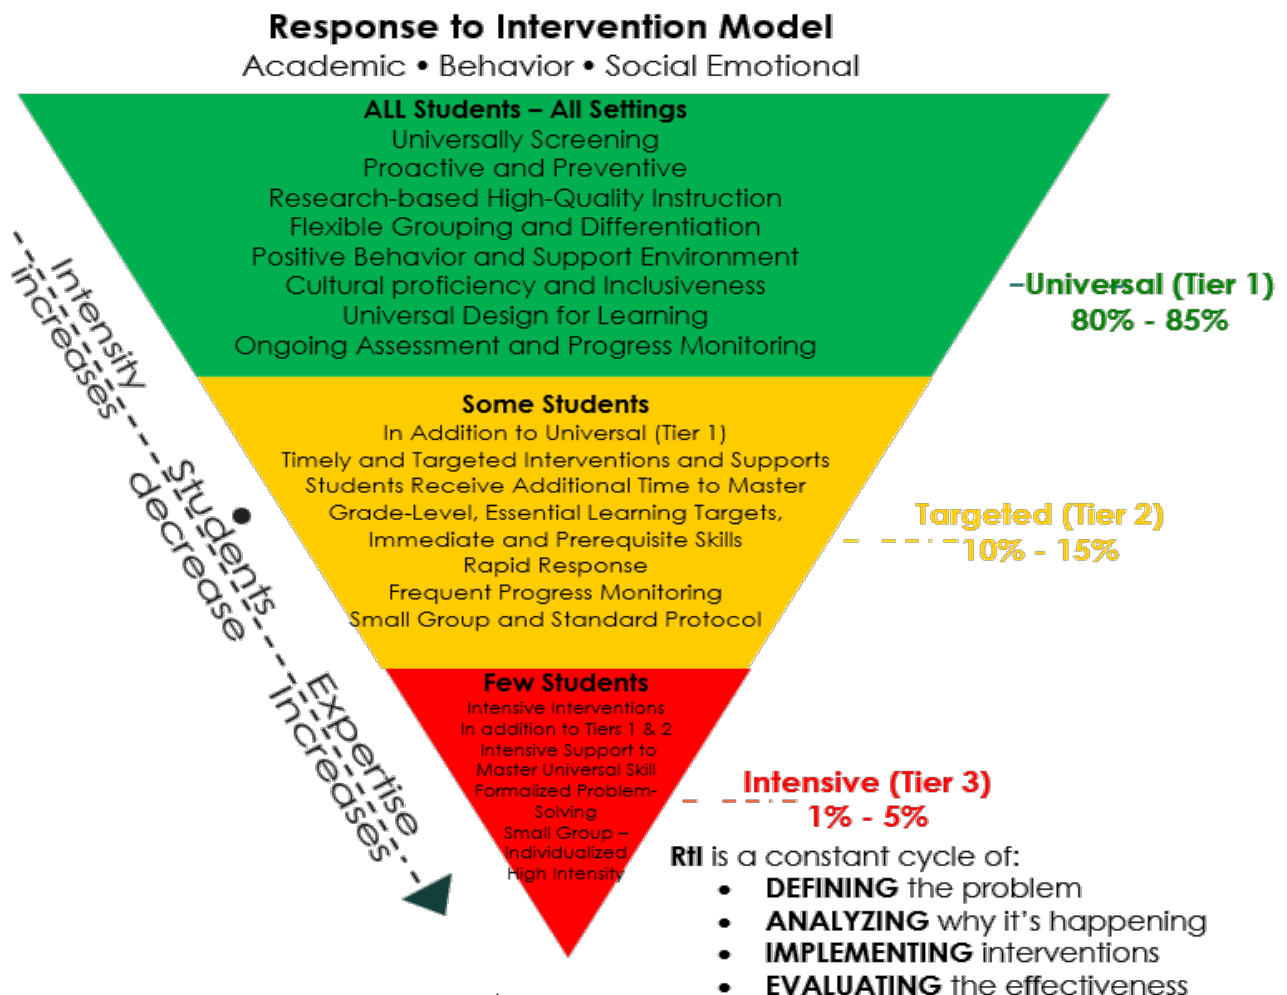 Response to Intervention Model
Academic • Behavior • Social Emotional
ALL Students – All Settings
Universally Screening
Proactive and Preventive
Research-based High-Quality Instruction
Flexible Grouping and Differentiation
Positive Behavior and Support Environment
Cultural proficiency and Inclusiveness
Universal Design for Learning
Ongoing Assessment and Progress Monitoring
Universal (Tier 1)
80% - 85%
Intensity
increases
Students
decrease
Expertise
increases
Some Students
In Addition to Universal (Tier 1)
Timely and Targeted Interventions and Supports
Students Receive Additional Time to Master
Grade-Level, Essential Learning Targets,
Immediate and Prerequisite Skills
Rapid Response
Frequent Progress Monitoring
Small Group and Standard Protocol
Targeted (Tier 2)
10% - 15%
Few Students
Intensive Interventions
In addition to Tiers 1 & 2
Intensive Support to
Master Universal Skill
Formalized Problem-
Solving
Small Group –
Individualized
High Intensity
Intensive (Tier 3)
1% - 5%
RtI is a constant cycle of:
• DEFINING the problem
• ANALYZING why it's happening
• IMPLEMENTING interventions
• EVALUATING the effectiveness